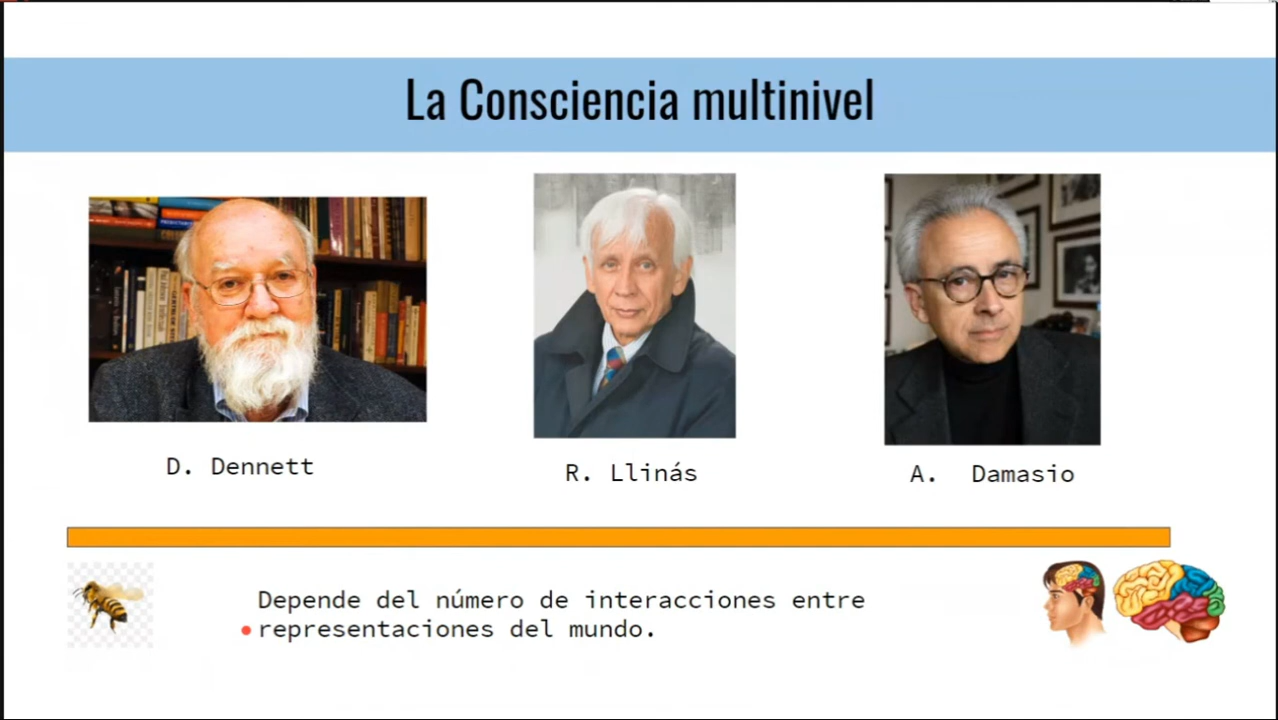 La Consciencia multinivel
D. Dennett
R. Llinás
A. Damasio
Depende del número de interacciones entre
representaciones del mundo.